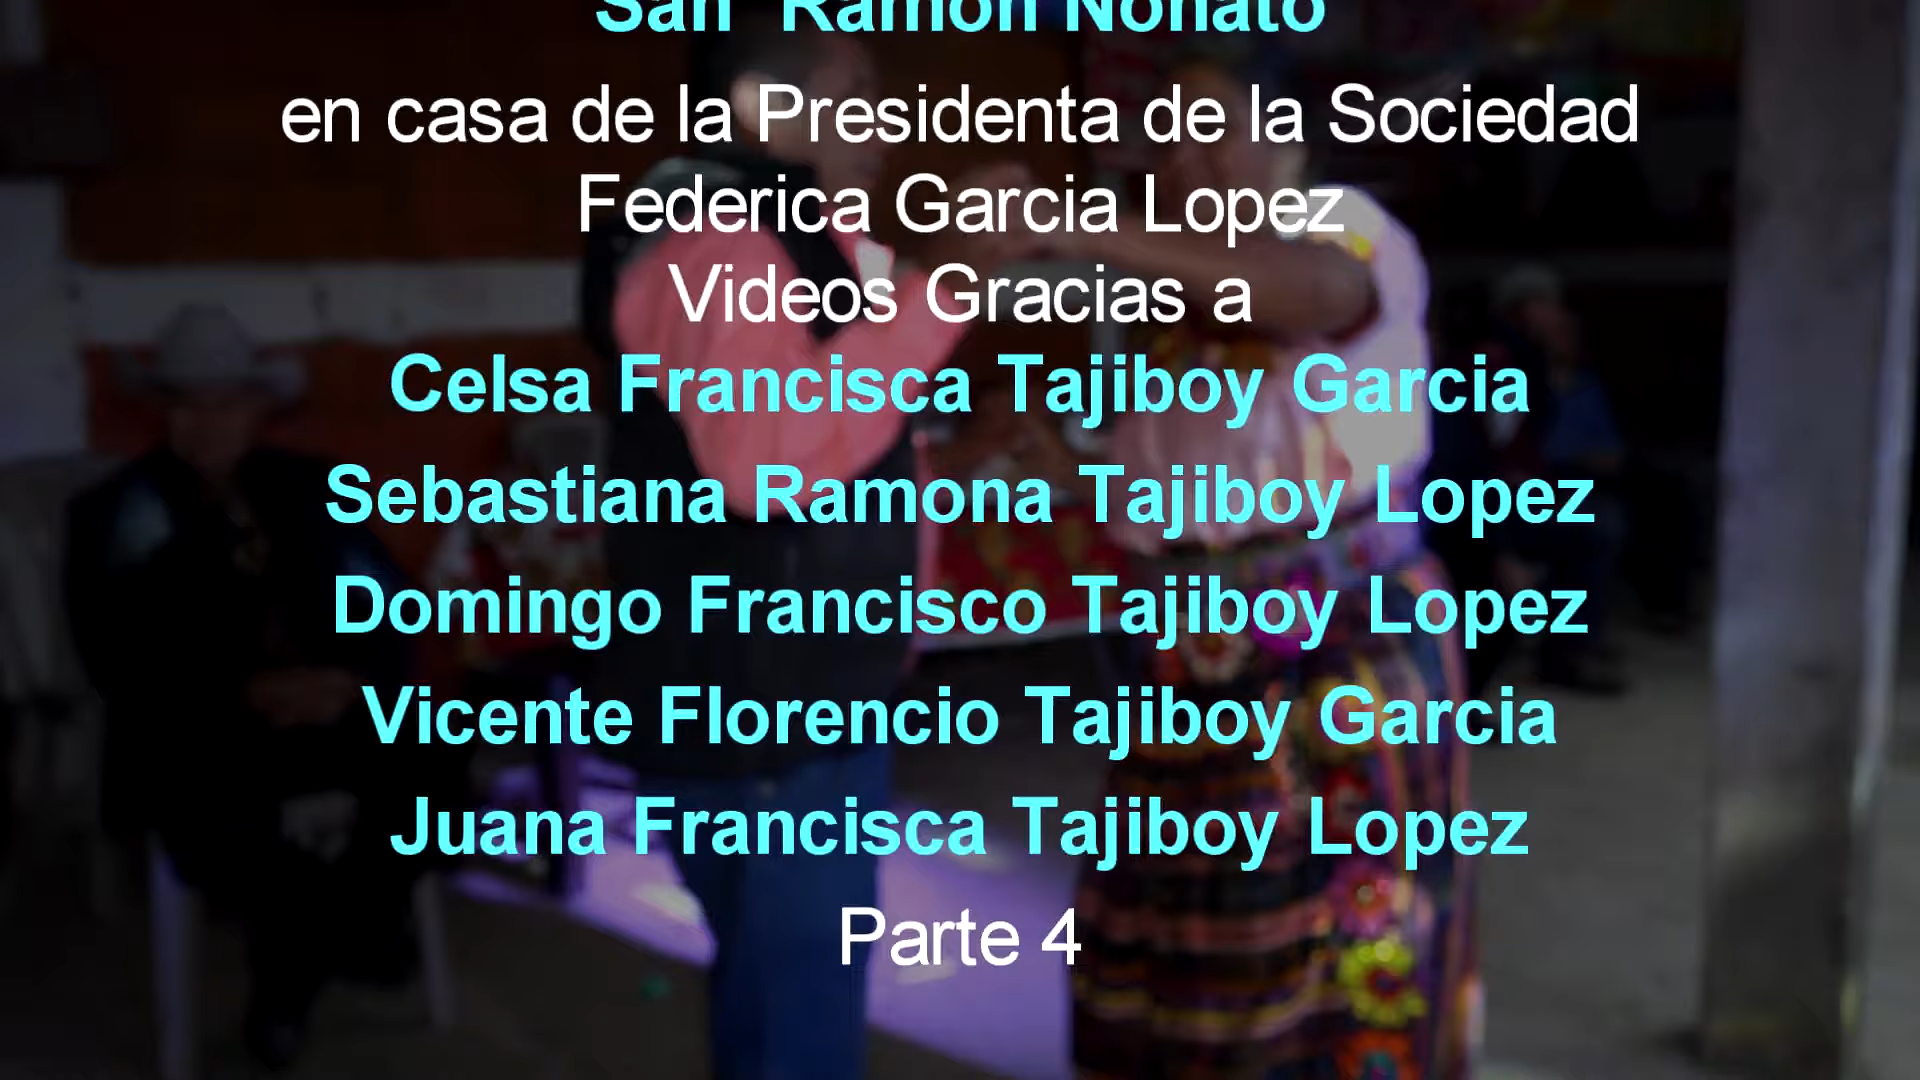 San Ramon Nonato
en casa de la Presidenta de la Sociedad
Federica Garcia Lopez
Videos Gracias a
Celsa Francisca Tajiboy Garcia
Sebastiana Ramona Tajiboy Lopez
Domingo Francisco Tajiboy Lopez
Vicente Florencio Tajiboy Garcia
Juana Francisca Tajiboy Lopez
Parte 4